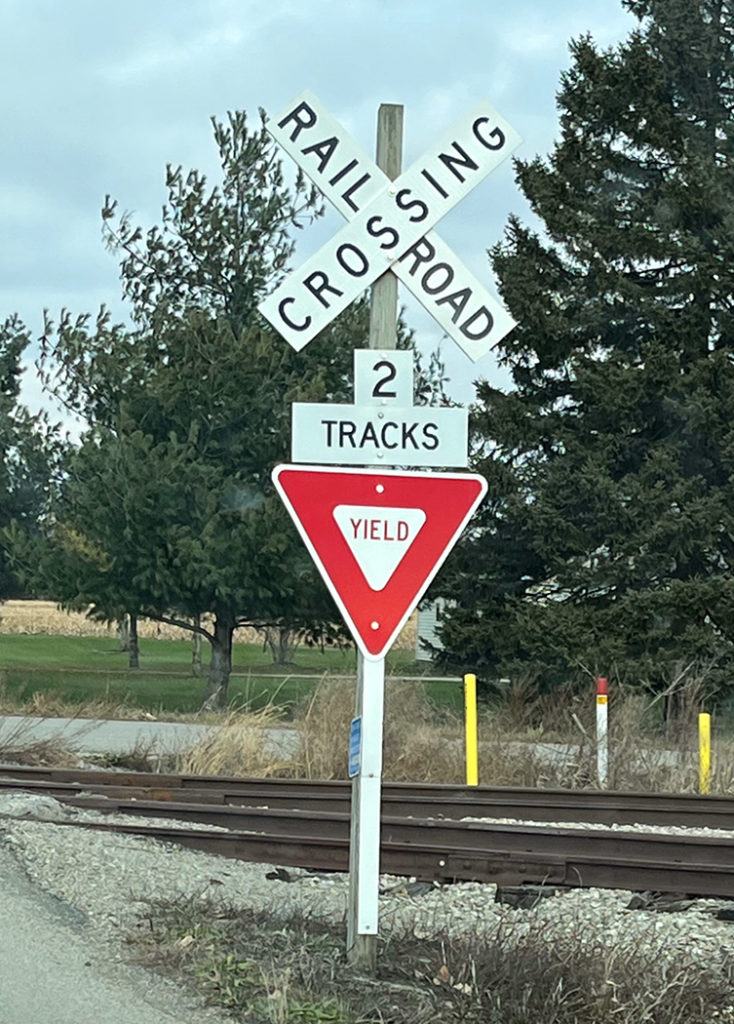 RAILROAD
CROSSING
2
TRACKS
YIELD